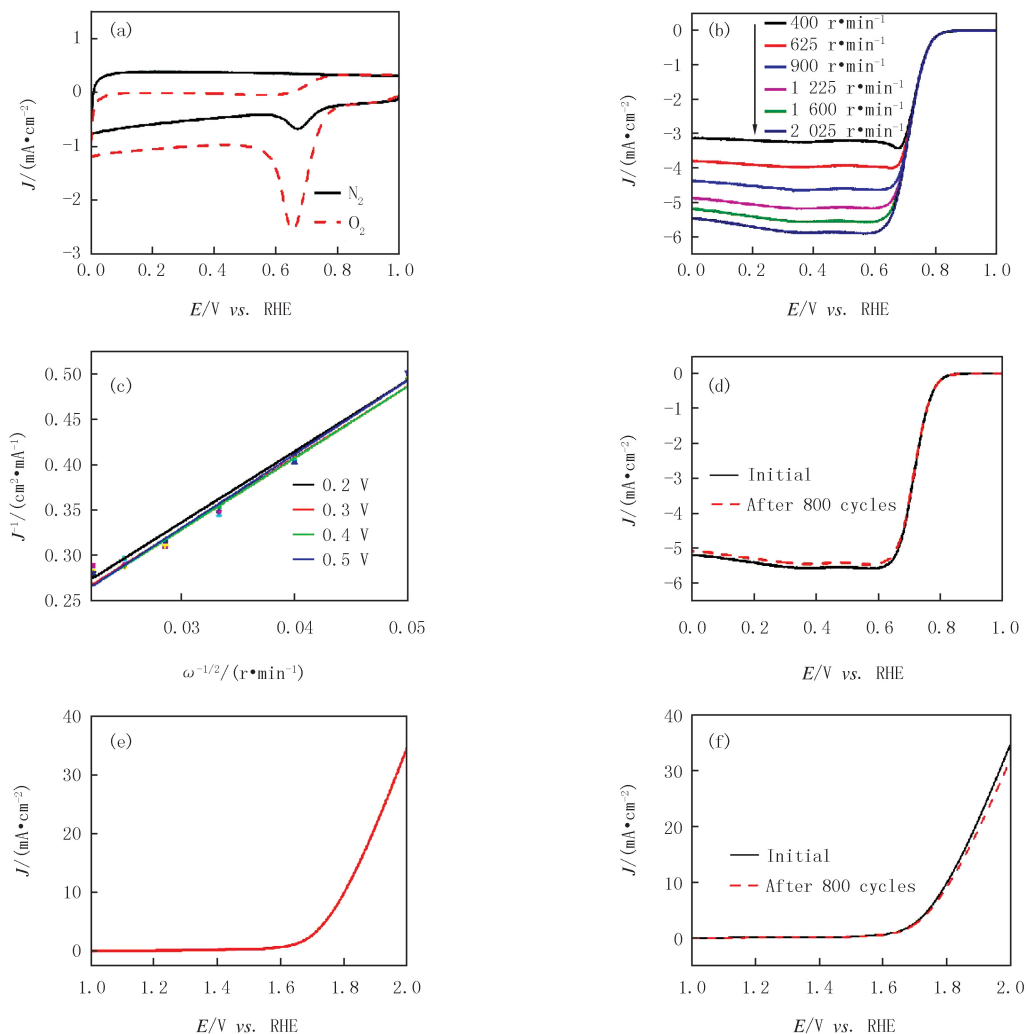 (a)
1
0
-1
-2
-3
J/(mA•cm⁻²)
N₂
O₂
0.0 0.2 0.4 0.6 0.8 1.0
E/V vs. RHE
(b)
400 r•min⁻¹
625 r•min⁻¹
900 r•min⁻¹
1 225 r•min⁻¹
1 600 r•min⁻¹
2 025 r•min⁻¹
0
-1
-2
-3
-4
-5
-6
J/(mA•cm⁻²)
0.0 0.2 0.4 0.6 0.8 1.0
E/V vs. RHE
(c)
0.50
0.45
0.40
0.35
0.30
0.25
J⁻¹/(cm²•mA⁻¹)
0.2 V
0.3 V
0.4 V
0.5 V
0.03 0.04 0.05
ω⁻¹/²/(r•min⁻¹)
(d)
0
-1
-2
-3
-4
-5
-6
J/(mA•cm⁻²)
Initial
After 800 cycles
0.0 0.2 0.4 0.6 0.8 1.0
E/V vs. RHE
(e)
40
30
20
10
0
J/(mA•cm⁻²)
1.0 1.2 1.4 1.6 1.8 2.0
E/V vs. RHE
(f)
40
30
20
10
0
J/(mA•cm⁻²)
Initial
After 800 cycles
1.0 1.2 1.4 1.6 1.8 2.0
E/V vs. RHE